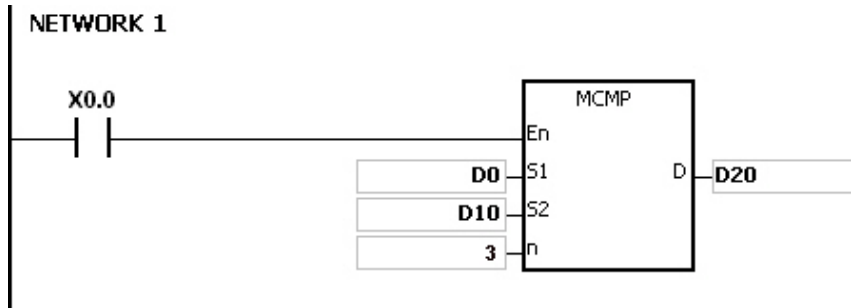 NETWORK 1
X0.0
MCMP
En
D0 S1 D D20
D10 S2
3 n